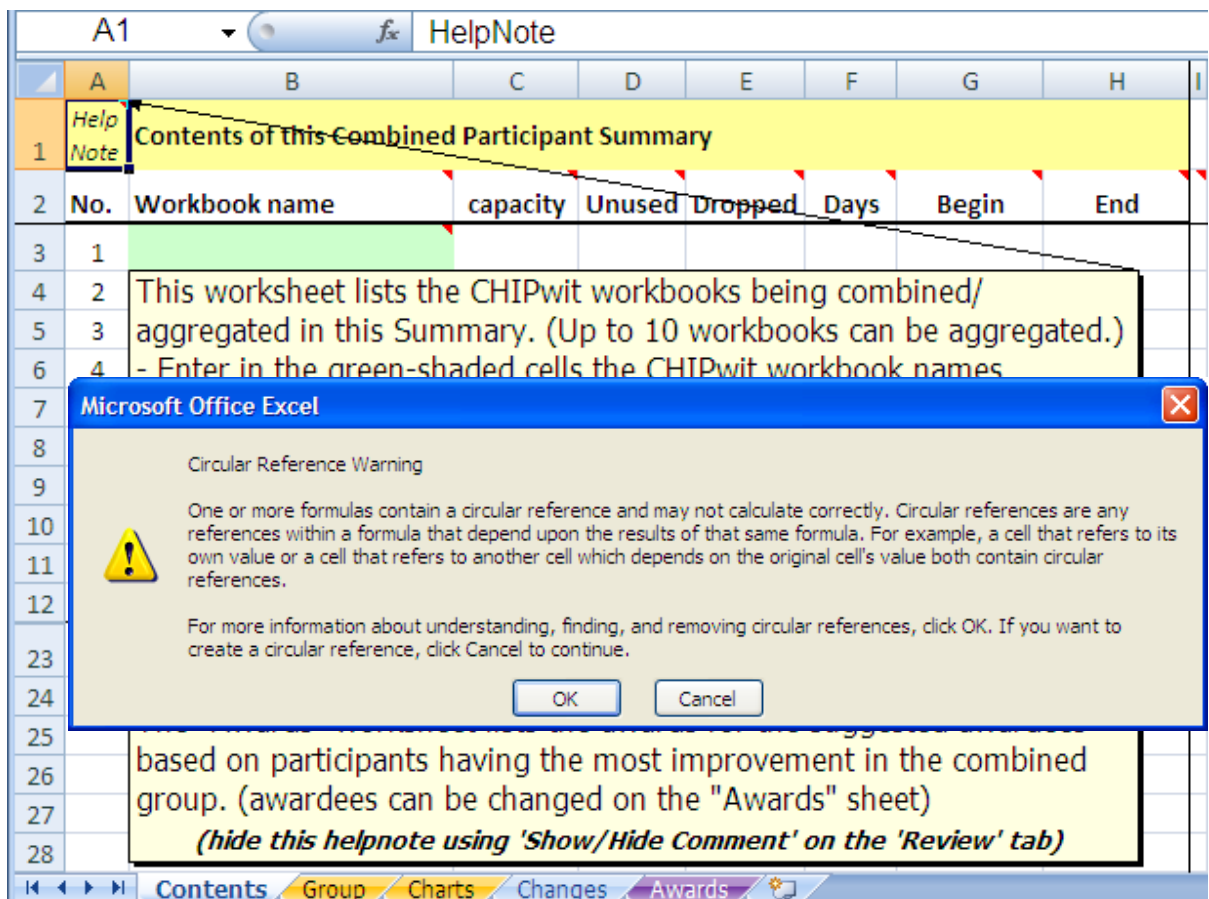 A1 fx HelpNote
A B C D E F G H I
Help
Note
1 Contents of this Combined Participant Summary
2 No. Workbook name capacity Unused Dropped Days Begin End
3 1
4 2 This worksheet lists the CHIPwit workbooks being combined/
5 3 aggregated in this Summary. (Up to 10 workbooks can be aggregated.)
6 4 - Enter in the green-shaded cells the CHIPwit workbook names
7 Microsoft Office Excel
8 Circular Reference Warning
9
One or more formulas contain a circular reference and may not calculate correctly. Circular references are any
10 references within a formula that depend upon the results of that same formula. For example, a cell that refers to its
11 own value or a cell that refers to another cell which depends on the original cell's value both contain circular
references.
12
For more information about understanding, finding, and removing circular references, click OK. If you want to
23 create a circular reference, click Cancel to continue.
24 OK Cancel
25
26 based on participants having the most improvement in the combined
27 group. (awardees can be changed on the "Awards" sheet)
28 (hide this helpnote using 'Show/Hide Comment' on the 'Review' tab)
Contents Group Charts Changes Awards